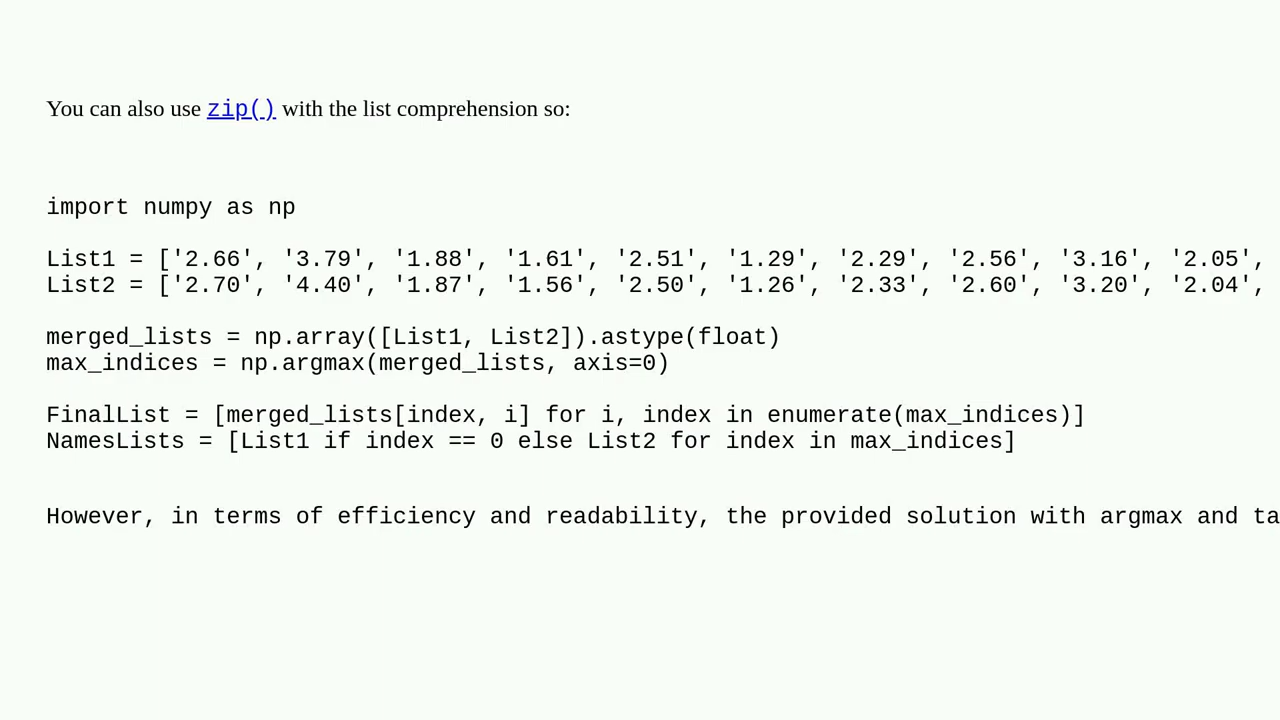 You can also use zip() with the list comprehension so:
import numpy as np
List1 = ['2.66', '3.79', '1.88', '1.61', '2.51', '1.29', '2.29', '2.56', '3.16', '2.05',
List2 = ['2.70', '4.40', '1.87', '1.56', '2.50', '1.26', '2.33', '2.60', '3.20', '2.04',
merged_lists = np.array([List1, List2]).astype(float)
max_indices = np.argmax(merged_lists, axis=0)
FinalList = [merged_lists[index, i] for i, index in enumerate(max_indices)]
NamesLists = [List1 if index == 0 else List2 for index in max_indices]
However, in terms of efficiency and readability, the provided solution with argmax and ta